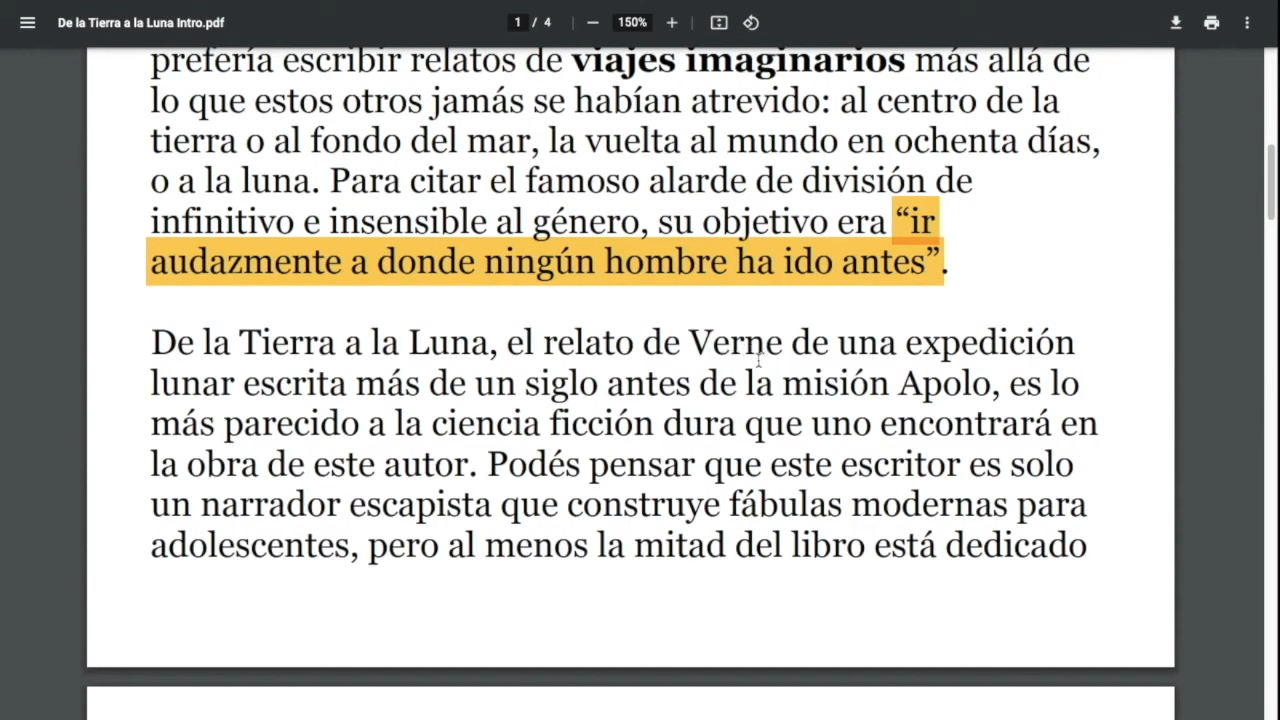 De la Tierra a la Luna Intro.pdf 1 / 4 150%
prefería escribir relatos de viajes imaginarios más allá de
lo que estos otros jamás se habían atrevido: al centro de la
tierra o al fondo del mar, la vuelta al mundo en ochenta días,
o a la luna. Para citar el famoso alarde de división de
infinitivo e insensible al género, su objetivo era “ir
audazmente a donde ningún hombre ha ido antes”.
De la Tierra a la Luna, el relato de Verne de una expedición
lunar escrita más de un siglo antes de la misión Apolo, es lo
más parecido a la ciencia ficción dura que uno encontrará en
la obra de este autor. Podés pensar que este escritor es solo
un narrador escapista que construye fábulas modernas para
adolescentes, pero al menos la mitad del libro está dedicado